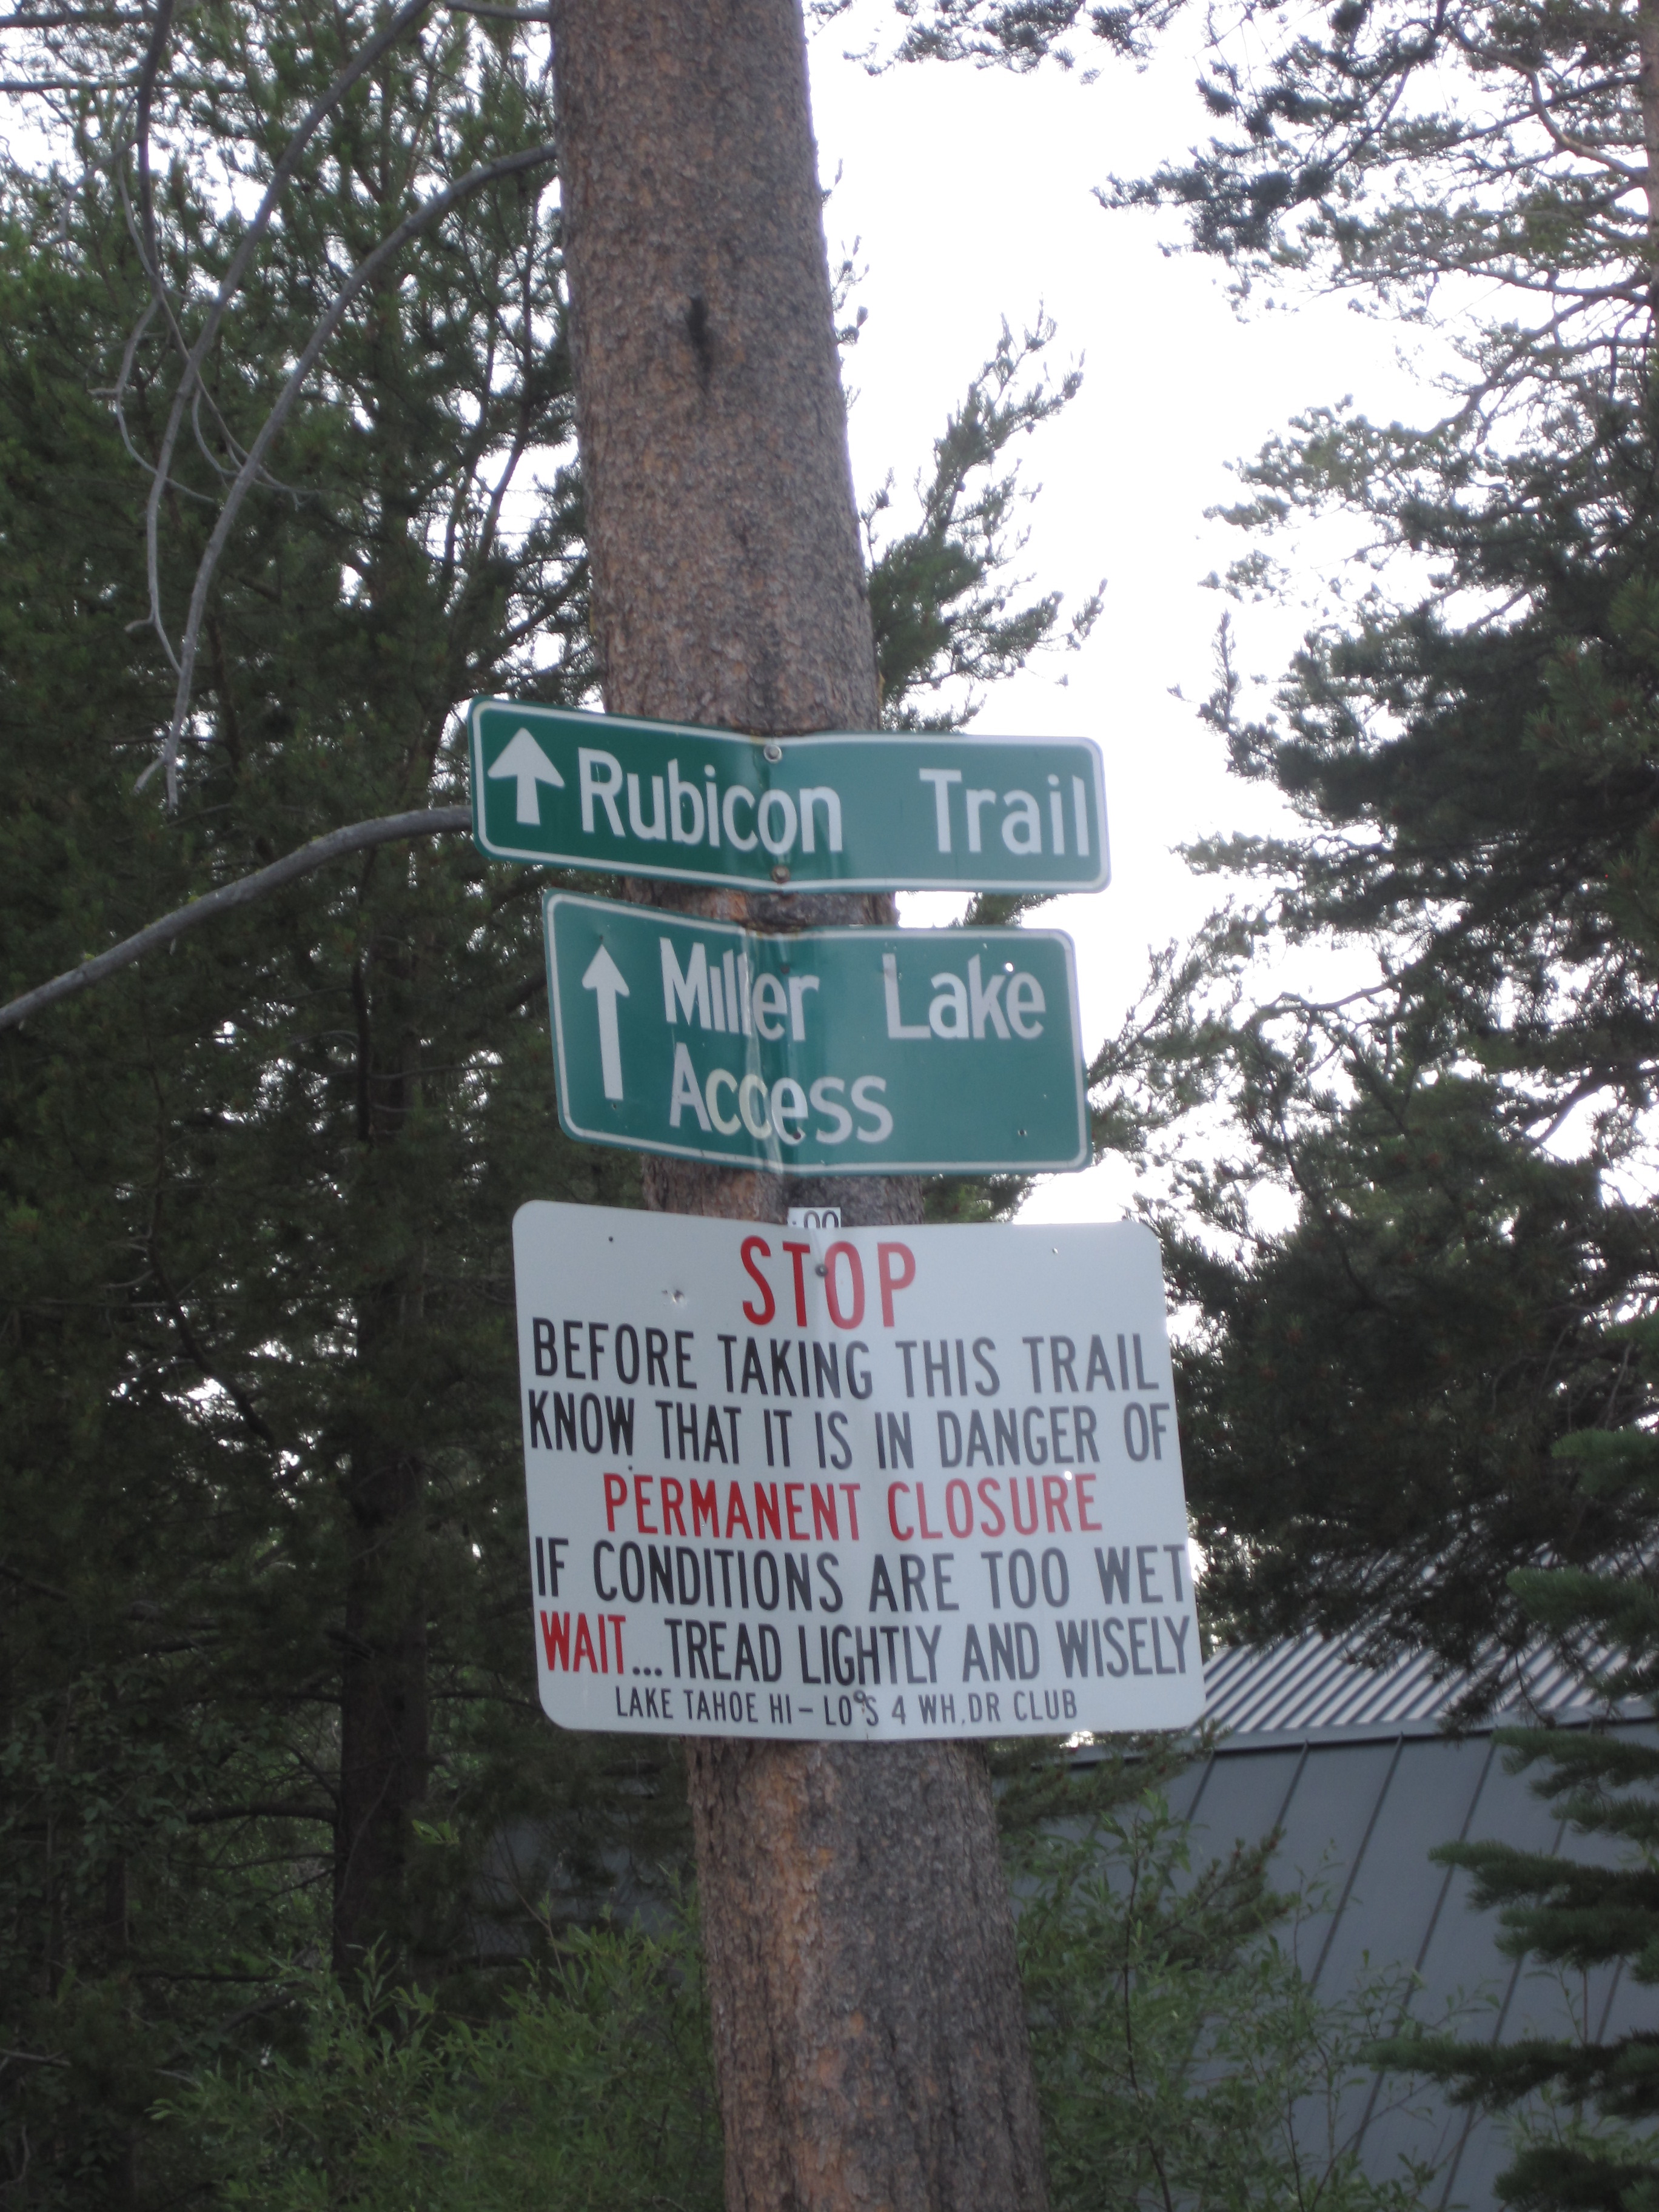 Rubicon Trail
Miller Lake
Access
STOP
BEFORE TAKING THIS TRAIL
KNOW THAT IT IS IN DANGER OF
PERMANENT CLOSURE
IF CONDITIONS ARE TOO WET
WAIT...TREAD LIGHTLY AND WISELY
LAKE TAHOE HI-LO'S 4 WH.DR CLUB